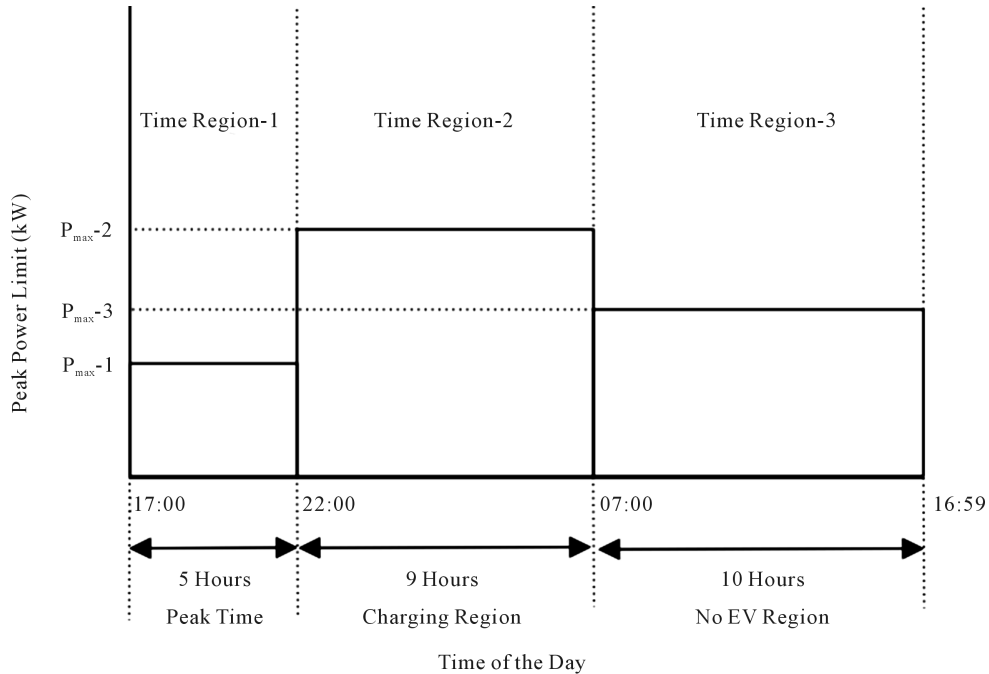 Time Region-1
Time Region-2
Time Region-3
Peak Power Limit (kW)
Pmax-2
Pmax-3
Pmax-1
17:00
22:00
07:00
16:59
5 Hours
9 Hours
10 Hours
Peak Time
Charging Region
No EV Region
Time of the Day